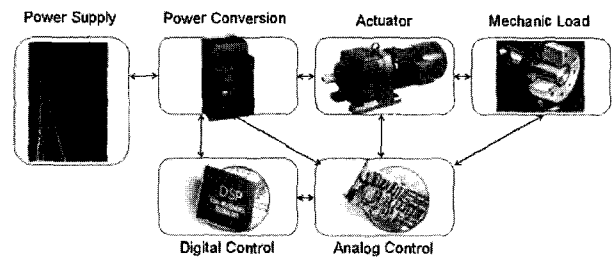 Power Supply
Power Conversion
Actuator
Mechanic Load
DSP
Digital Control
Analog Control